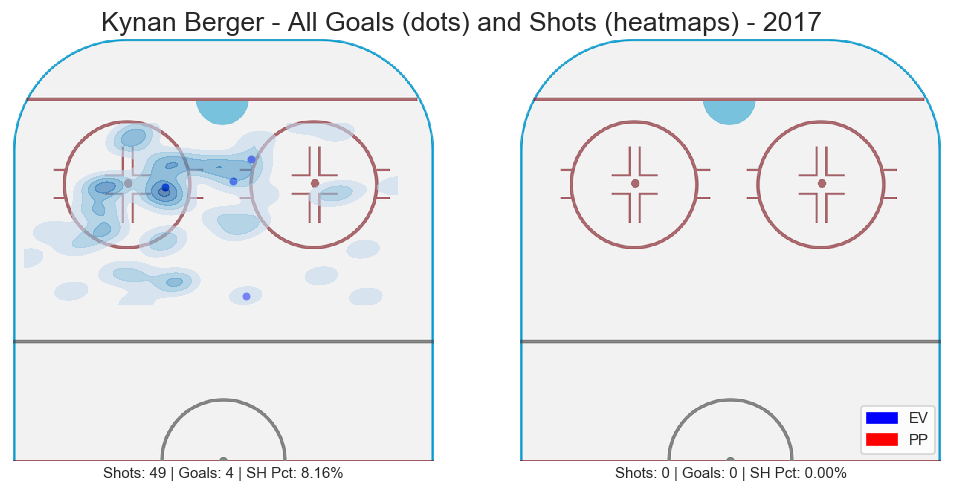 Kynan Berger - All Goals (dots) and Shots (heatmaps) - 2017
EV
PP
Shots: 49 | Goals: 4 | SH Pct: 8.16%
Shots: 0 | Goals: 0 | SH Pct: 0.00%